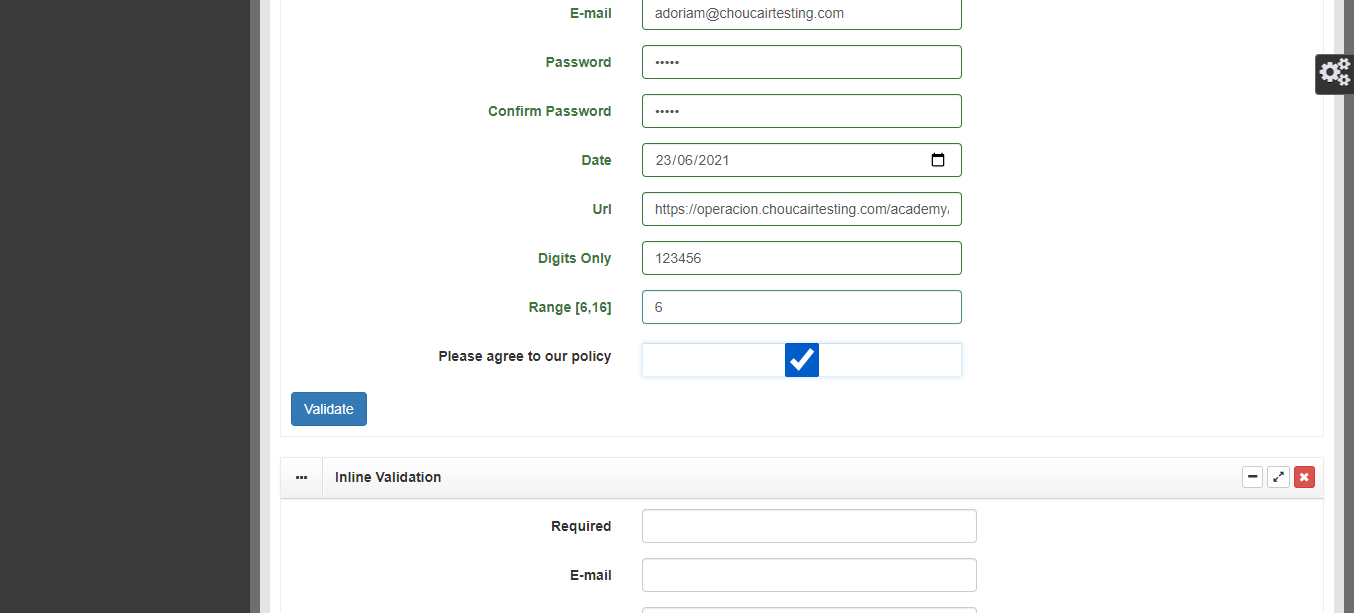 E-mail adoriam@choucairtesting.com
Password •••••
Confirm Password •••••
Date 23/06/2021
Url https://operacion.choucairtesting.com/academy/
Digits Only 123456
Range [6,16] 6
Please agree to our policy
Validate
Inline Validation
Required
E-mail